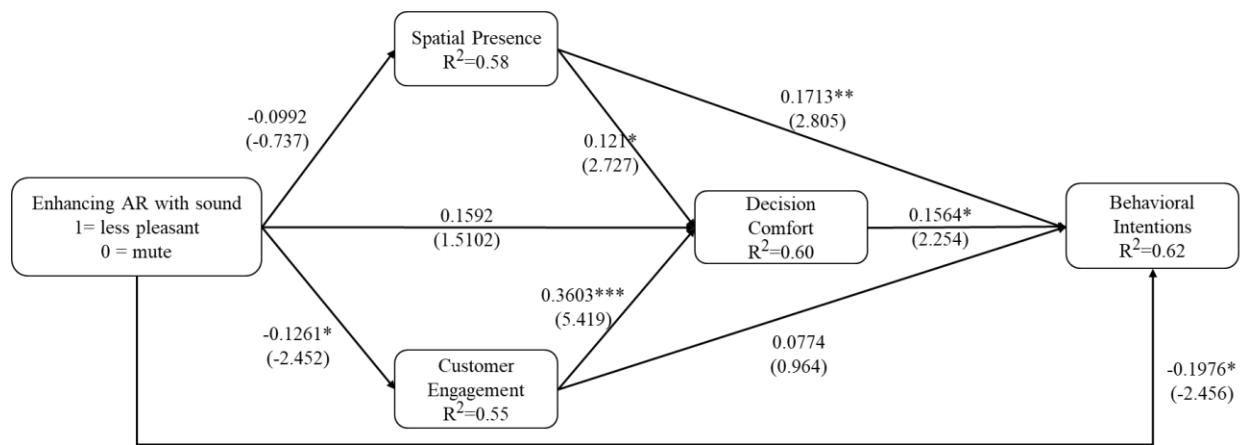 Spatial Presence
R²=0.58
0.1713**
(2.805)
-0.0992
(-0.737)
0.121*
(2.727)
Enhancing AR with sound
1= less pleasant
0 = mute
0.1592
(1.5102)
Decision
Comfort
R²=0.60
0.1564*
(2.254)
Behavioral
Intentions
R²=0.62
0.3603***
(5.419)
-0.1261*
(-2.452)
0.0774
(0.964)
Customer
Engagement
R²=0.55
-0.1976*
(-2.456)